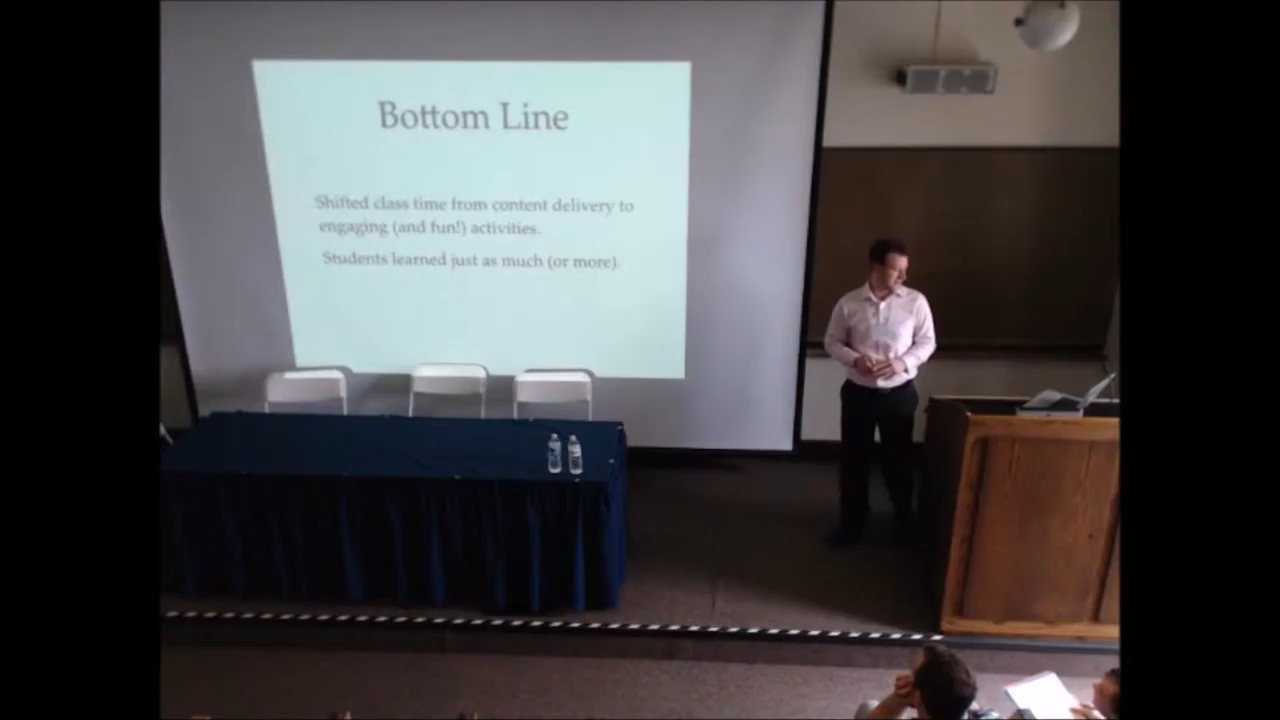 Bottom Line
Shifted class time from content delivery to
engaging (and fun!) activities.
Students learned just as much (or more).